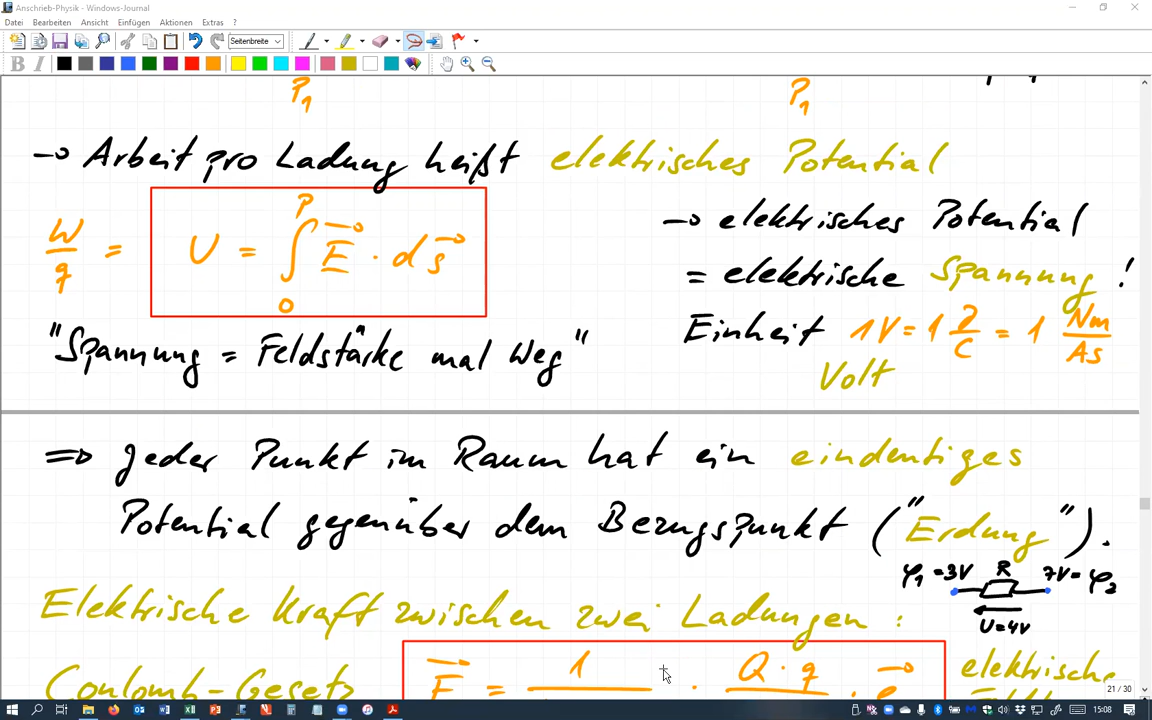 Anschrieb-Physik - Windows-Journal
Datei Bearbeiten Ansicht Einfügen Aktionen Extras ?
Seitenbreite
B I
P1 P1
→ Arbeit pro Ladung heißt elektrisches Potential
W/q = U = ∫₀ᴾ E⃗ · d s⃗
→ elektrisches Potential
= elektrische Spannung !
Einheit 1V = 1 J/C = 1 Nm/As
Volt
"Spannung = Feldstärke mal Weg"
⇒ Jeder Punkt im Raum hat ein eindeutiges
Potential gegenüber dem Bezugspunkt ("Erdung").
φ1 = 3V R 7V = φ2
U = 4V
Elektrische Kraft zwischen zwei Ladungen :
Coulomb-Gesetz F⃗ = 1 · Q · q · e⃗ elektrische
21 / 30
15:08